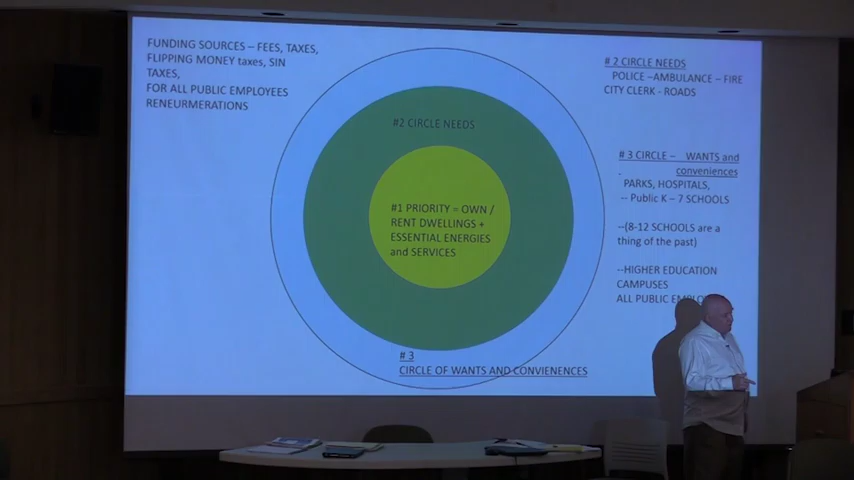 FUNDING SOURCES – FEES, TAXES,
FLIPPING MONEY taxes, SIN
TAXES,
FOR ALL PUBLIC EMPLOYEES
RENEURMERATIONS
#2 CIRCLE NEEDS
#1 PRIORITY = OWN /
RENT DWELLINGS +
ESSENTIAL ENERGIES
and SERVICES
# 3
CIRCLE OF WANTS AND CONVIENENCES
# 2 CIRCLE NEEDS
POLICE –AMBULANCE – FIRE
CITY CLERK - ROADS
# 3 CIRCLE – WANTS and
. conveniences
PARKS, HOSPITALS,
-- Public K – 7 SCHOOLS
--(8-12 SCHOOLS are a
thing of the past)
--HIGHER EDUCATION
CAMPUSES
ALL PUBLIC